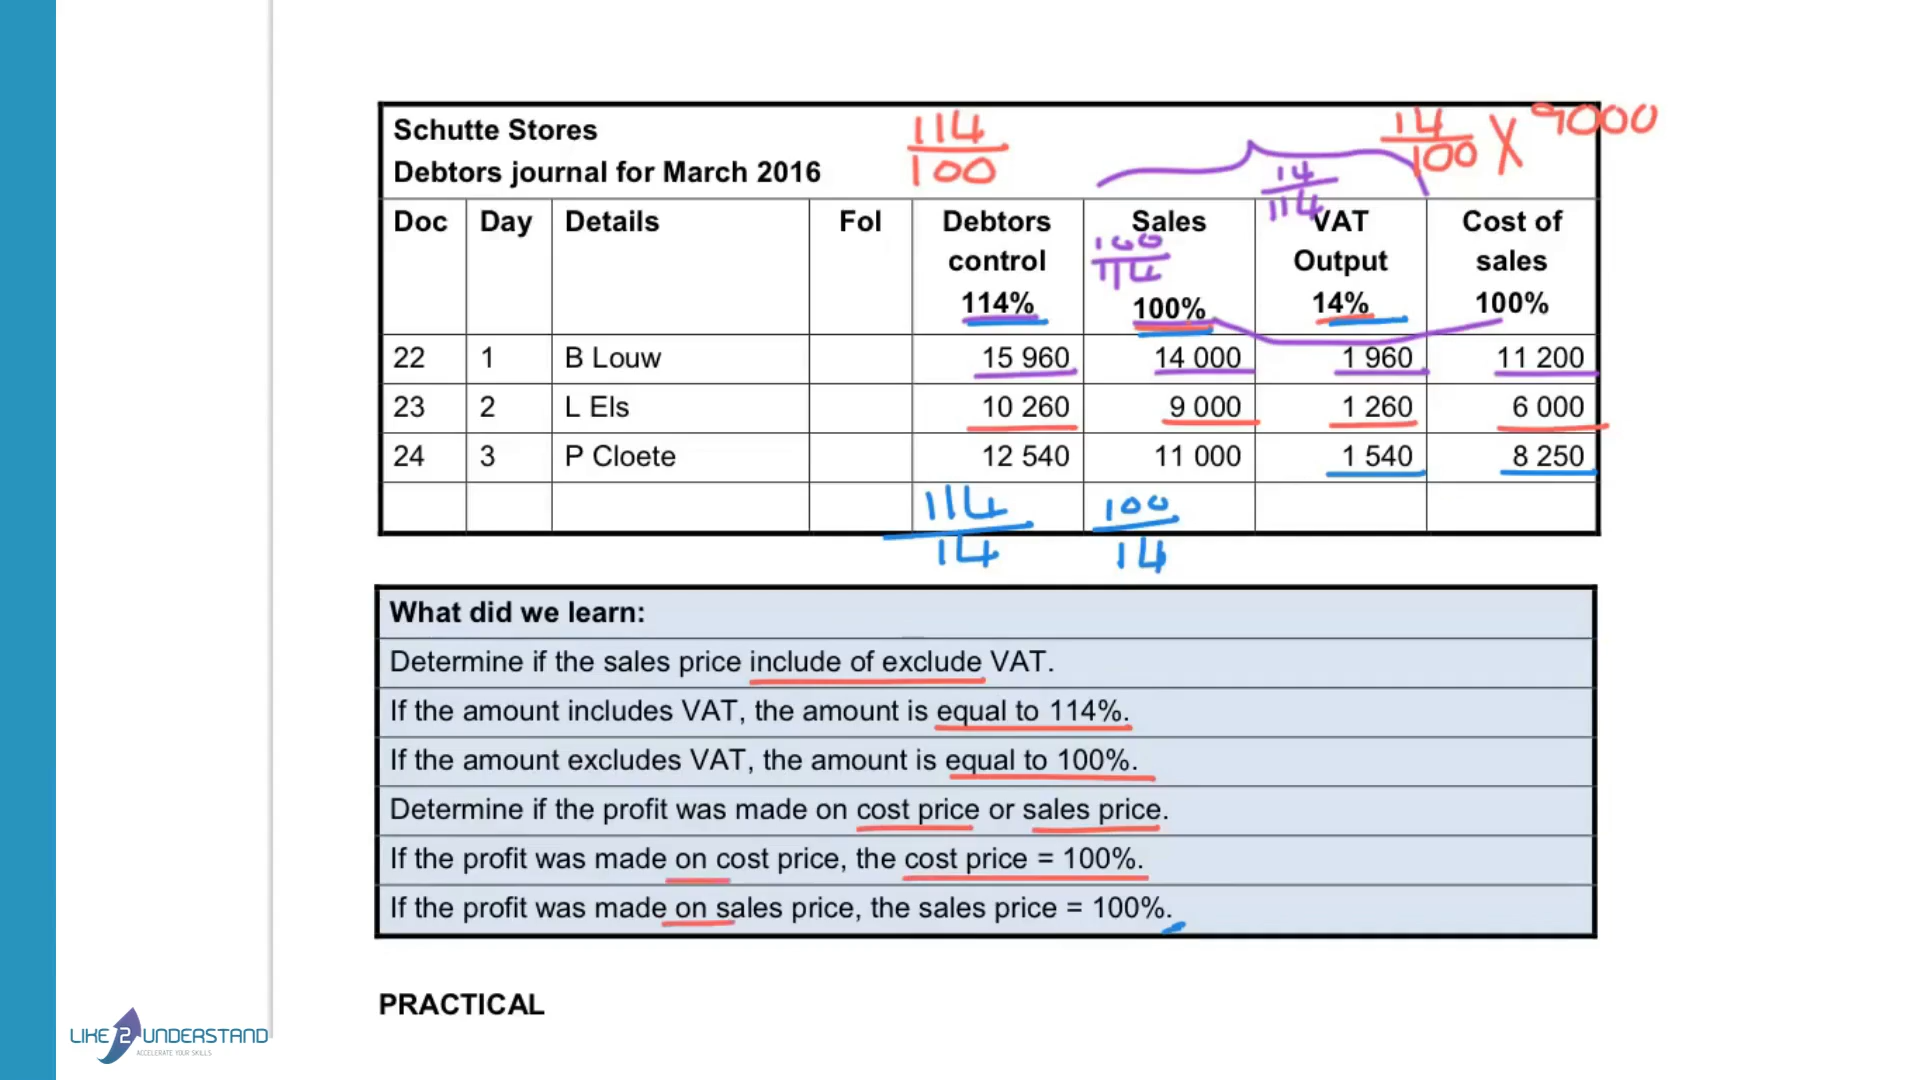 Schutte Stores
Debtors journal for March 2016
114
100
14
100 X 9000
14
114
Doc Day Details Fol Debtors control 114% Sales 100% VAT Output 14% Cost of sales 100%
100
114
22 1 B Louw 15 960 14 000 1 960 11 200
23 2 L Els 10 260 9 000 1 260 6 000
24 3 P Cloete 12 540 11 000 1 540 8 250
114
14
100
14
What did we learn:
Determine if the sales price include of exclude VAT.
If the amount includes VAT, the amount is equal to 114%.
If the amount excludes VAT, the amount is equal to 100%.
Determine if the profit was made on cost price or sales price.
If the profit was made on cost price, the cost price = 100%.
If the profit was made on sales price, the sales price = 100%.
PRACTICAL
LIKE 2 UNDERSTAND
ACCELERATE YOUR SKILLS